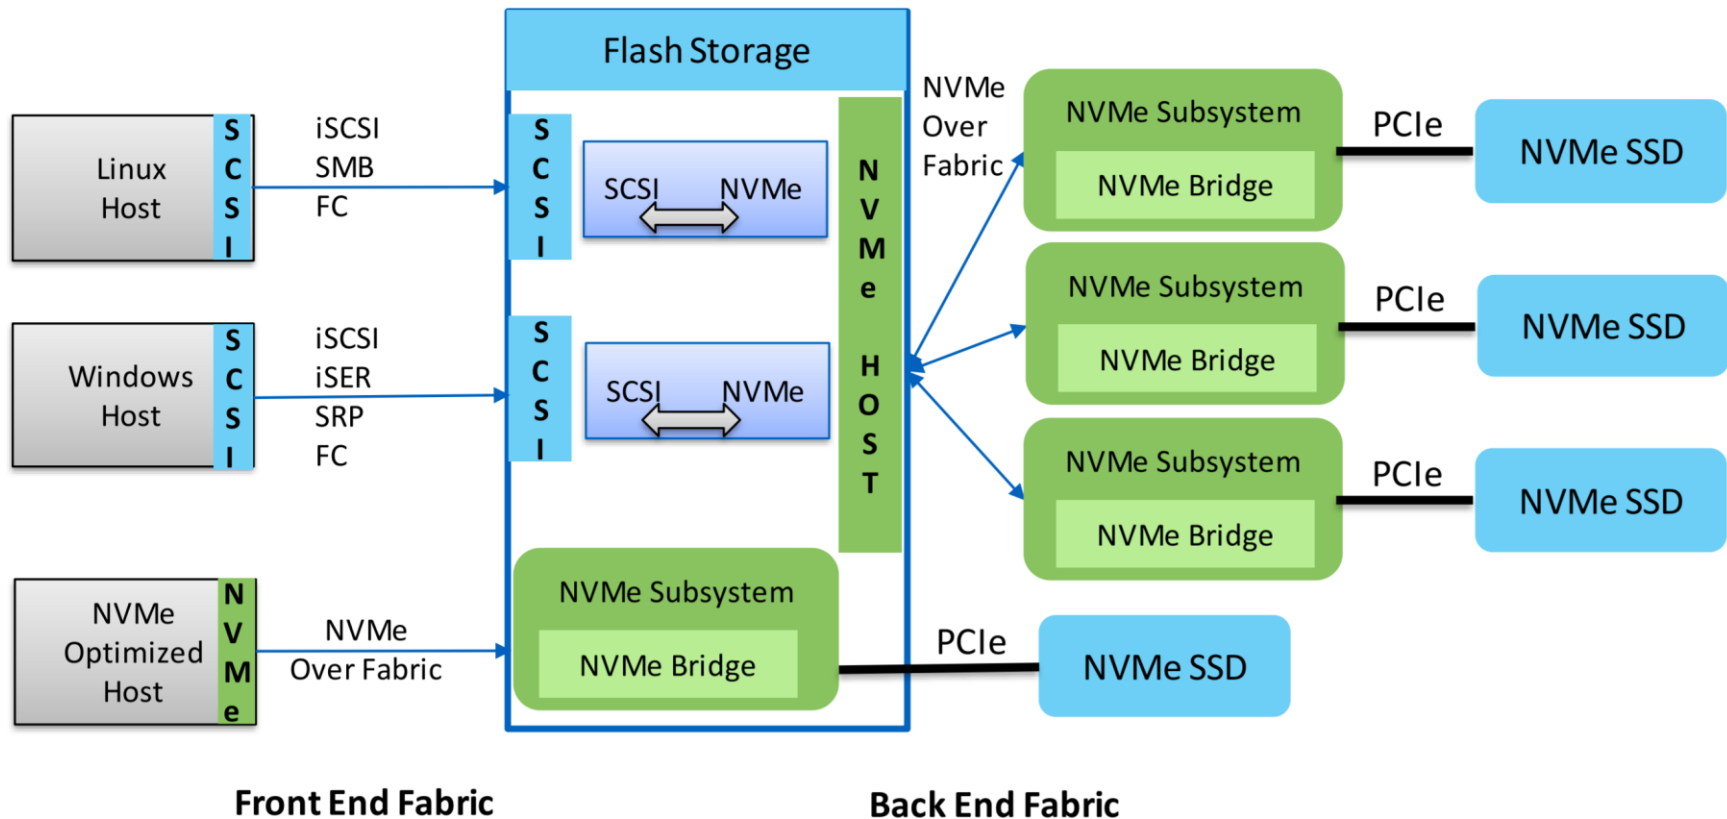 Flash Storage
Linux
Host
S
C
S
I
iSCSI
SMB
FC
S
C
S
I
SCSI NVMe
Windows
Host
S
C
S
I
iSCSI
iSER
SRP
FC
S
C
S
I
SCSI NVMe
N
V
M
e
H
O
S
T
NVMe
Optimized
Host
N
V
M
e
NVMe
Over Fabric
NVMe Subsystem
NVMe Bridge
PCIe
NVMe SSD
NVMe
Over
Fabric
NVMe Subsystem
NVMe Bridge
PCIe
NVMe SSD
NVMe Subsystem
NVMe Bridge
PCIe
NVMe SSD
NVMe Subsystem
NVMe Bridge
PCIe
NVMe SSD
Front End Fabric
Back End Fabric